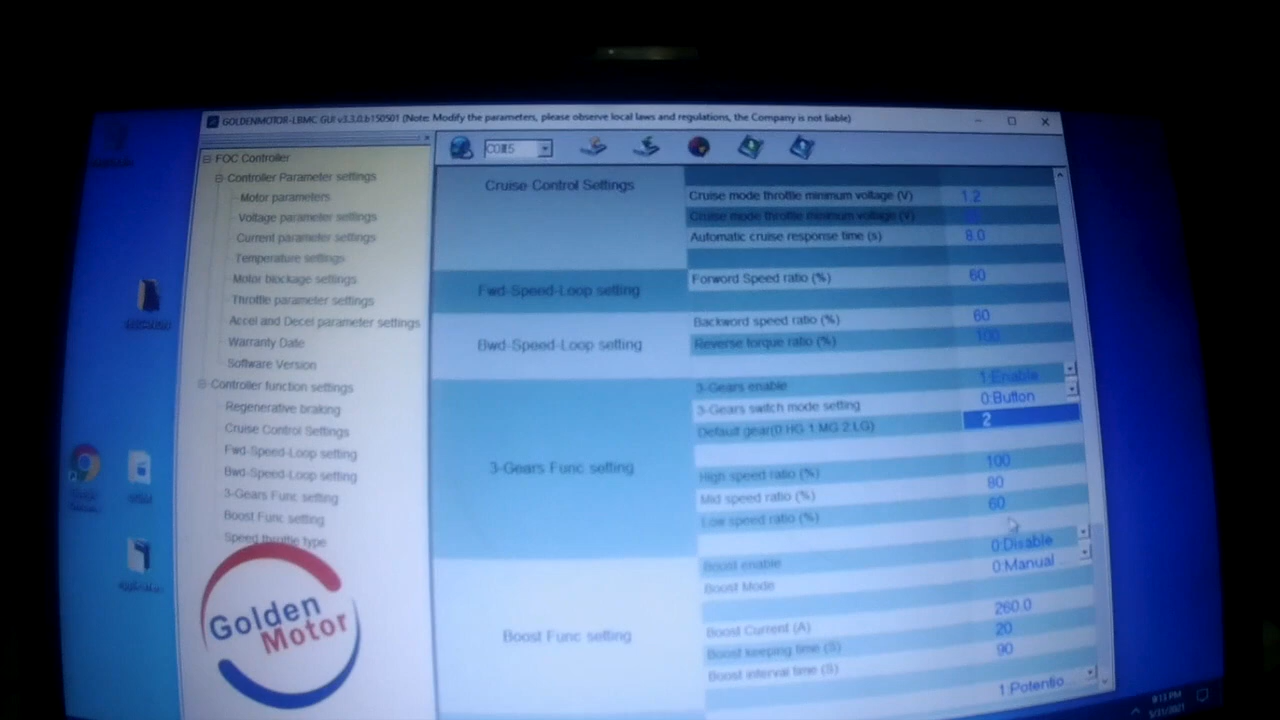 GOLDENMOTOR-LBMC GUI v3.3.0.b150501 (Note: Modify the parameters, please observe local laws and regulations, the Company is not liable)
COM5
FOC Controller
Controller Parameter settings
Motor parameters
Voltage parameter settings
Current parameter settings
Temperature settings
Motor blockage settings
Throttle parameter settings
Accel and Decel parameter settings
Warranty Date
Software Version
Controller function settings
Regenerative braking
Cruise Control Settings
Fwd-Speed-Loop setting
Bwd-Speed-Loop setting
3-Gears Func setting
Boost Func setting
Speed throttle type
Golden
Motor
Cruise Control Settings
Cruise mode throttle minimum voltage (V) 1.2
Cruise mode throttle minimum voltage (V)
Automatic cruise response time (s) 8.0
Fwd-Speed-Loop setting
Forword Speed ratio (%) 60
Bwd-Speed-Loop setting
Backword speed ratio (%) 60
Reverse torque ratio (%) 100
3-Gears Func setting
3-Gears enable 1:Enable
3-Gears switch mode setting 0:Button
Default gear(0:HG 1:MG 2:LG) 2
High speed ratio (%) 100
Mid speed ratio (%) 80
Low speed ratio (%) 60
Boost Func setting
Boost enable 0:Disable
Boost Mode 0:Manual
Boost Current (A) 260.0
Boost keeping time (S) 20
Boost interval time (S) 90
1:Potentio...
9:13 PM